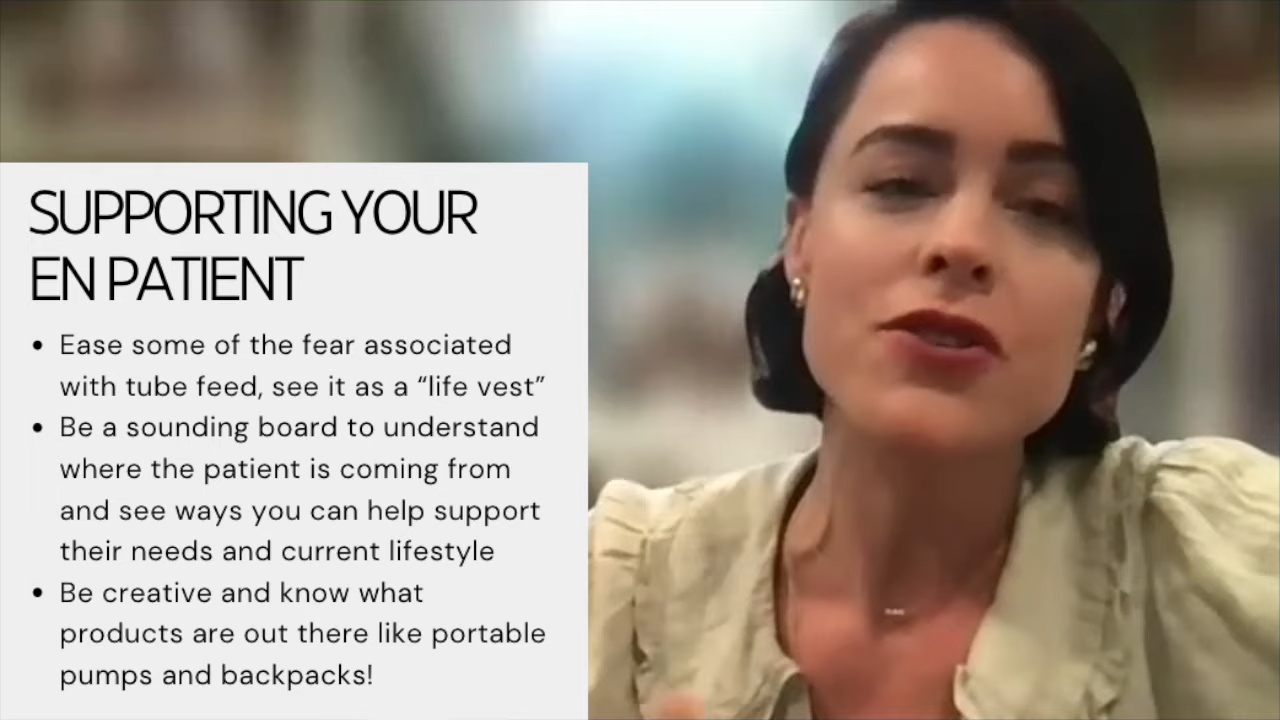 SUPPORTING YOUR
EN PATIENT
• Ease some of the fear associated
with tube feed, see it as a “life vest”
• Be a sounding board to understand
where the patient is coming from
and see ways you can help support
their needs and current lifestyle
• Be creative and know what
products are out there like portable
pumps and backpacks!